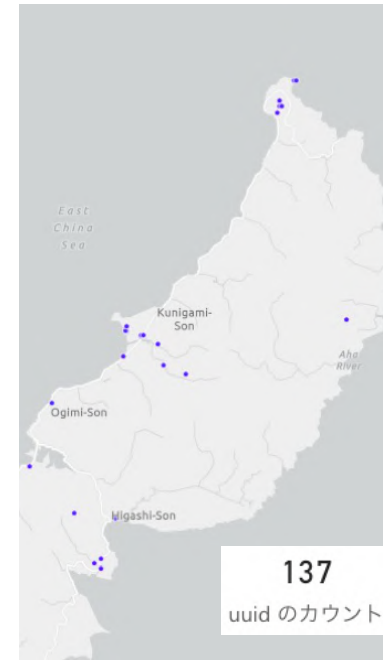 East
China
Sea
Kunigami-
Son
Aha
River
Ogimi-Son
Higashi-Son
137
uuid のカウント